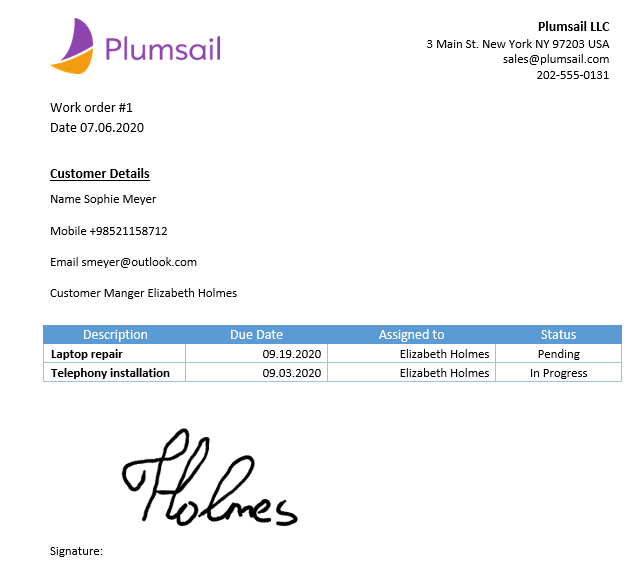 Plumsail
Plumsail LLC
3 Main St. New York NY 97203 USA
sales@plumsail.com
202-555-0131
Work order #1
Date 07.06.2020
Customer Details
Name Sophie Meyer
Mobile +98521158712
Email smeyer@outlook.com
Customer Manger Elizabeth Holmes
Description Due Date Assigned to Status
Laptop repair 09.19.2020 Elizabeth Holmes Pending
Telephony installation 09.03.2020 Elizabeth Holmes In Progress
Holmes
Signature: